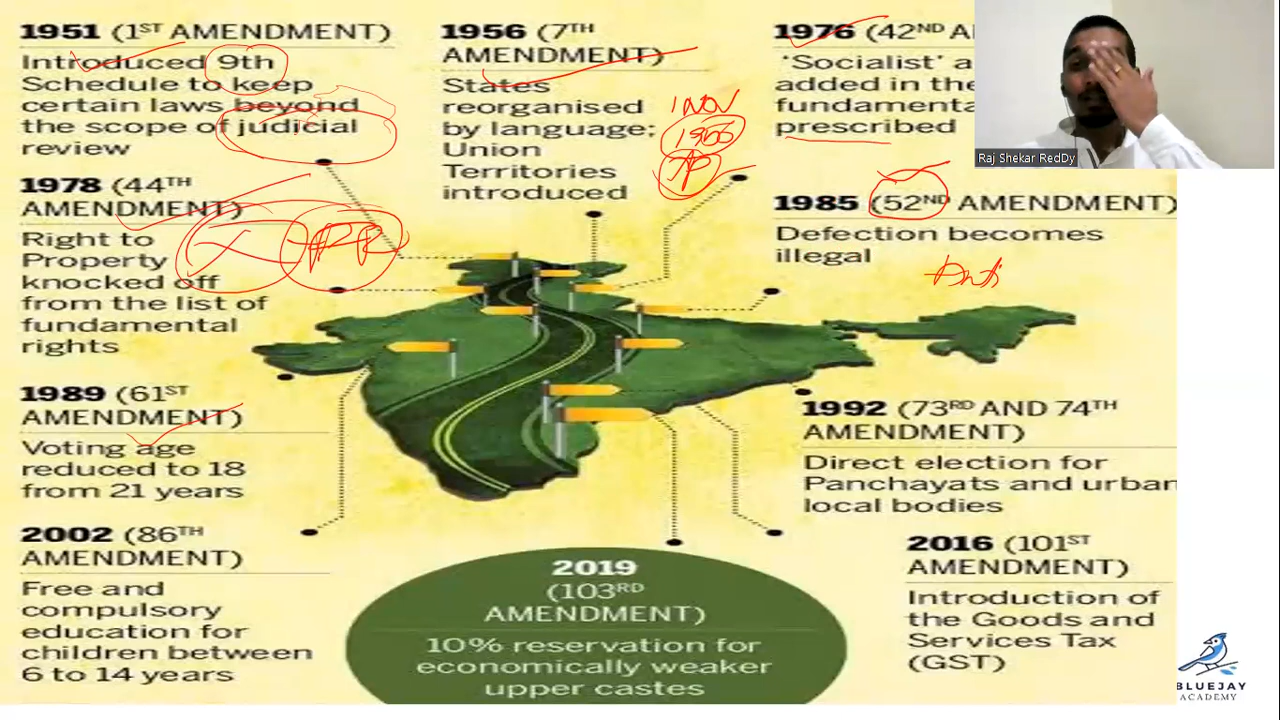 1951 (1ST AMENDMENT)
Introduced 9th
Schedule to keep
certain laws beyond
the scope of judicial
review
1956 (7TH
AMENDMENT)
States
reorganised
by language;
Union
Territories
introduced
1 NOV
1956
AP
1976 (42ND A
'Socialist' a
added in the
fundamenta
prescribed
Raj Shekar RedDy
1978 (44TH
AMENDMENT)
Right to
Property
knocked off
from the list of
fundamental
rights
1985 (52ND AMENDMENT)
Defection becomes
illegal
Anti
1989 (61ST
AMENDMENT)
Voting age
reduced to 18
from 21 years
1992 (73RD AND 74TH
AMENDMENT)
Direct election for
Panchayats and urban
local bodies
2002 (86TH
AMENDMENT)
Free and
compulsory
education for
children between
6 to 14 years
2019
(103RD
AMENDMENT)
10% reservation for
economically weaker
upper castes
2016 (101ST
AMENDMENT)
Introduction of
the Goods and
Services Tax
(GST)
BLUEJAY
ACADEMY